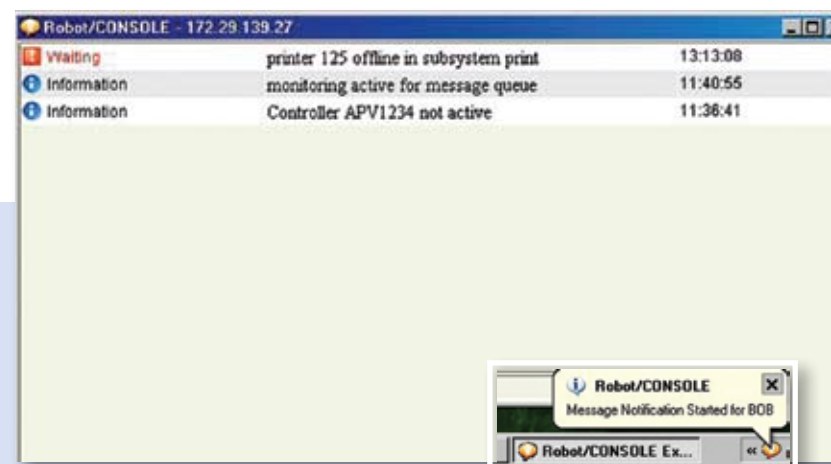 Robot/CONSOLE - 172.29.139.27
Waiting printer 125 offline in subsystem print 13:13:08
Information monitoring active for message queue 11:40:55
Information Controller APV1234 not active 11:36:41
Robot/CONSOLE
Message Notification Started for BOB
Robot/CONSOLE Ex... «